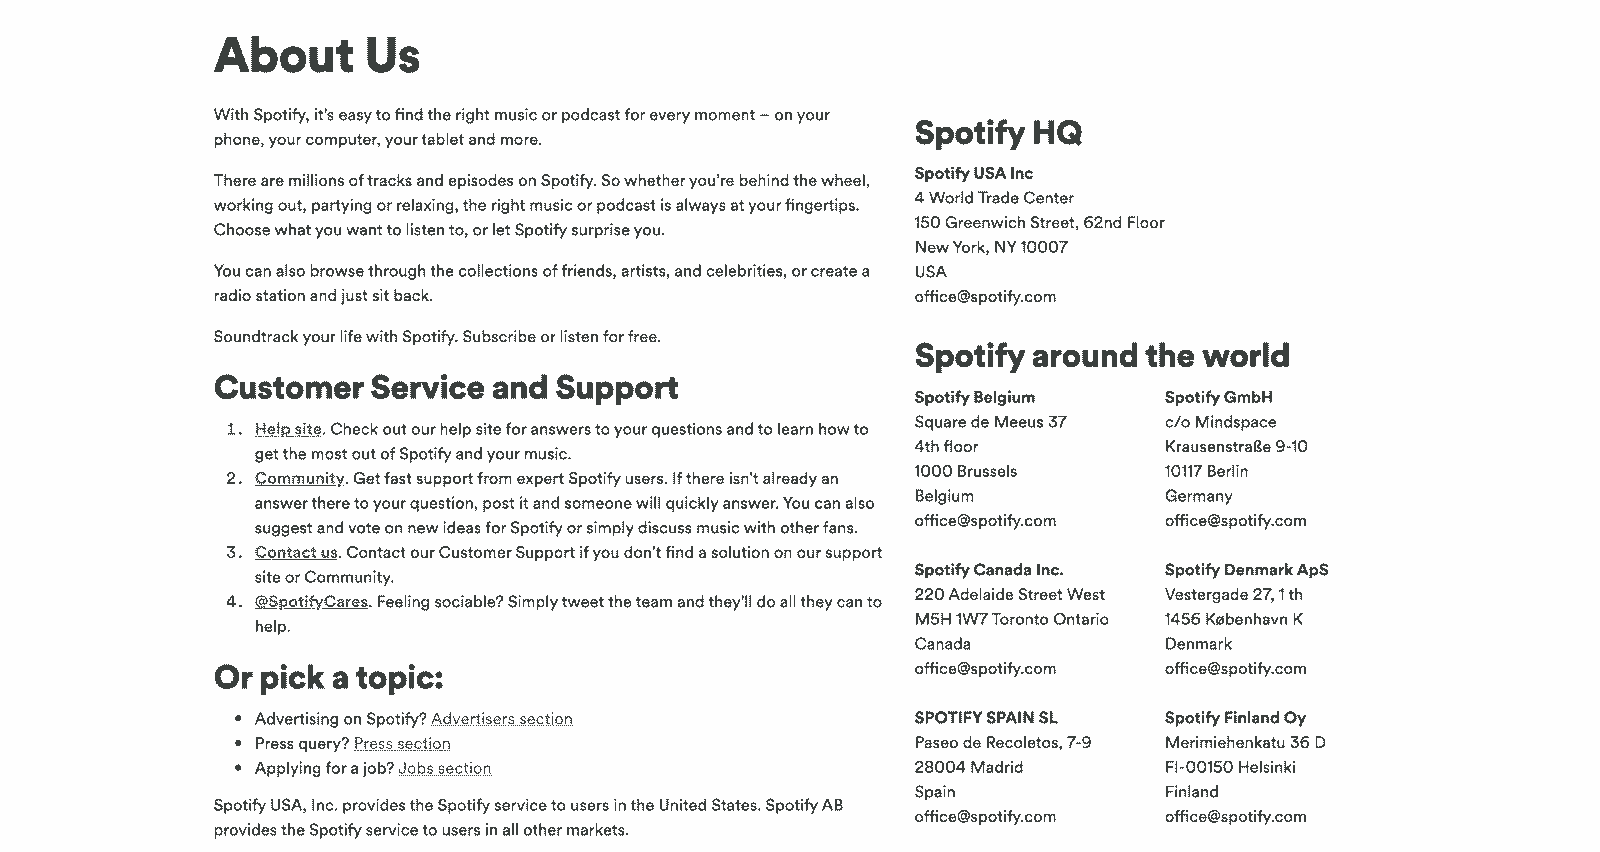 About Us
With Spotify, it's easy to find the right music or podcast for every moment – on your
phone, your computer, your tablet and more.
There are millions of tracks and episodes on Spotify. So whether you're behind the wheel,
working out, partying or relaxing, the right music or podcast is always at your fingertips.
Choose what you want to listen to, or let Spotify surprise you.
You can also browse through the collections of friends, artists, and celebrities, or create a
radio station and just sit back.
Soundtrack your life with Spotify. Subscribe or listen for free.
Customer Service and Support
1. Help site. Check out our help site for answers to your questions and to learn how to
get the most out of Spotify and your music.
2. Community. Get fast support from expert Spotify users. If there isn't already an
answer there to your question, post it and someone will quickly answer. You can also
suggest and vote on new ideas for Spotify or simply discuss music with other fans.
3. Contact us. Contact our Customer Support if you don't find a solution on our support
site or Community.
4. @SpotifyCares. Feeling sociable? Simply tweet the team and they'll do all they can to
help.
Or pick a topic:
• Advertising on Spotify? Advertisers section
• Press query? Press section
• Applying for a job? Jobs section
Spotify USA, Inc. provides the Spotify service to users in the United States. Spotify AB
provides the Spotify service to users in all other markets.
Spotify HQ
Spotify USA Inc
4 World Trade Center
150 Greenwich Street, 62nd Floor
New York, NY 10007
USA
office@spotify.com
Spotify around the world
Spotify Belgium
Square de Meeus 37
4th floor
1000 Brussels
Belgium
office@spotify.com
Spotify GmbH
c/o Mindspace
Krausenstraße 9-10
10117 Berlin
Germany
office@spotify.com
Spotify Canada Inc.
220 Adelaide Street West
M5H 1W7 Toronto Ontario
Canada
office@spotify.com
Spotify Denmark ApS
Vestergade 27, 1 th
1456 København K
Denmark
office@spotify.com
SPOTIFY SPAIN SL
Paseo de Recoletos, 7-9
28004 Madrid
Spain
office@spotify.com
Spotify Finland Oy
Merimiehenkatu 36 D
FI-00150 Helsinki
Finland
office@spotify.com